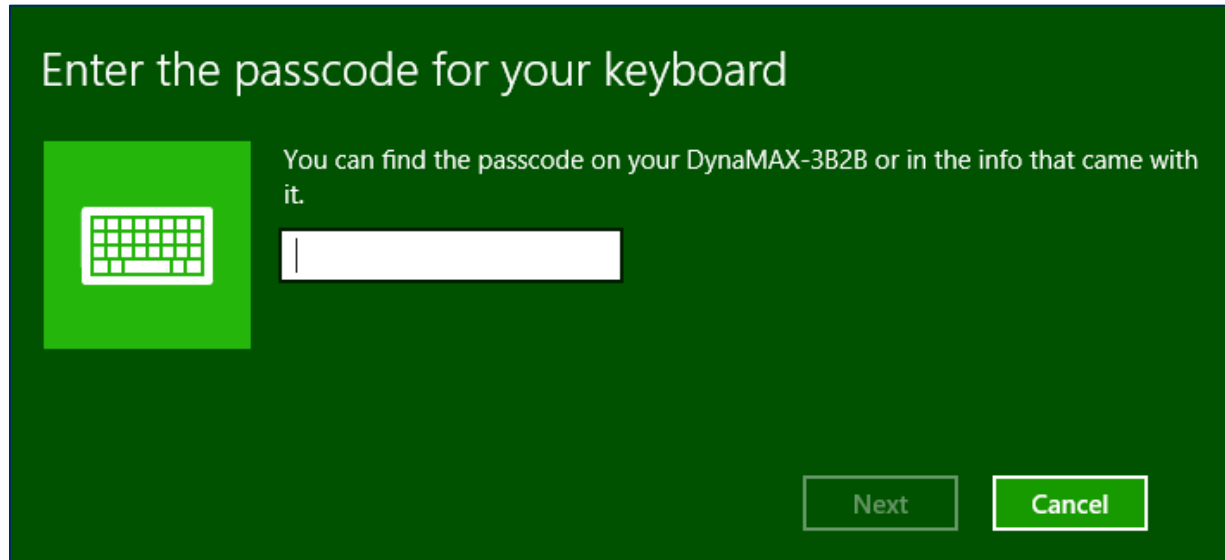 Enter the passcode for your keyboard
You can find the passcode on your DynaMAX-3B2B or in the info that came with
it.
Next
Cancel